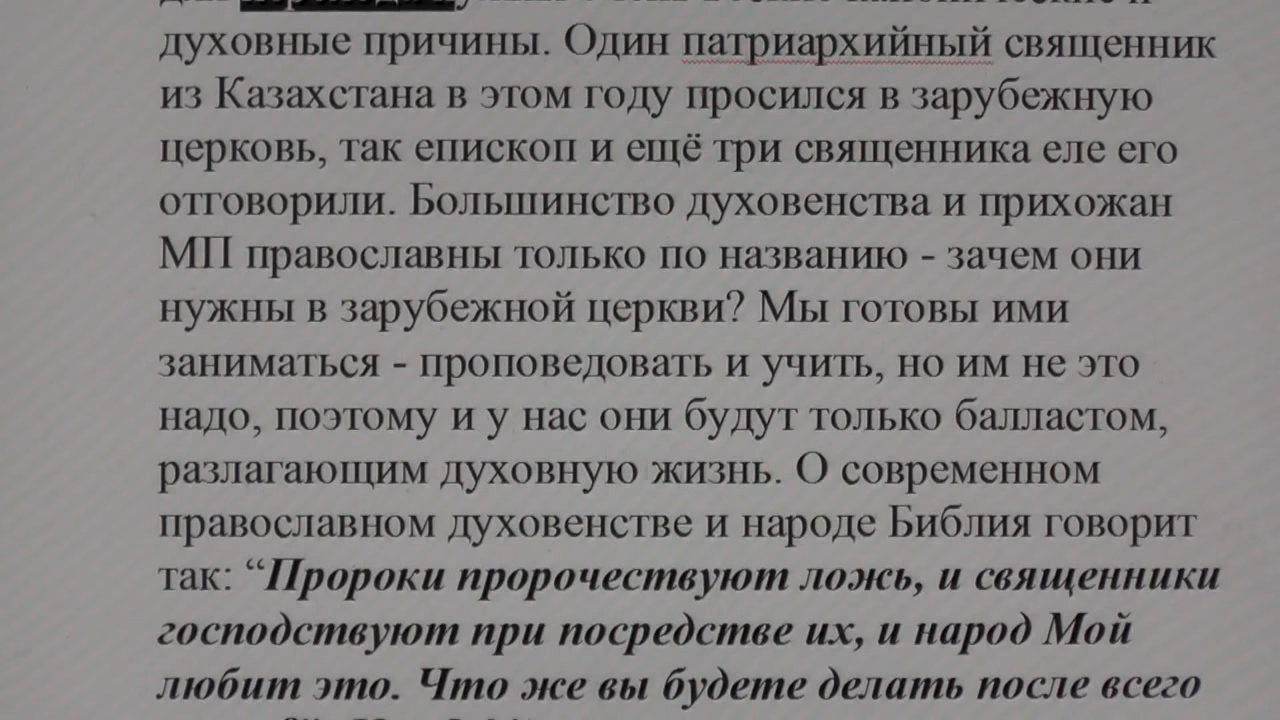 духовные причины. Один патриархийный священник
из Казахстана в этом году просился в зарубежную
церковь, так епископ и ещё три священника еле его
отговорили. Большинство духовенства и прихожан
МП православны только по названию - зачем они
нужны в зарубежной церкви? Мы готовы ими
заниматься - проповедовать и учить, но им не это
надо, поэтому и у нас они будут только балластом,
разлагающим духовную жизнь. О современном
православном духовенстве и народе Библия говорит
так: “Пророки пророчествуют ложь, и священники
господствуют при посредстве их, и народ Мой
любит это. Что же вы будете делать после всего